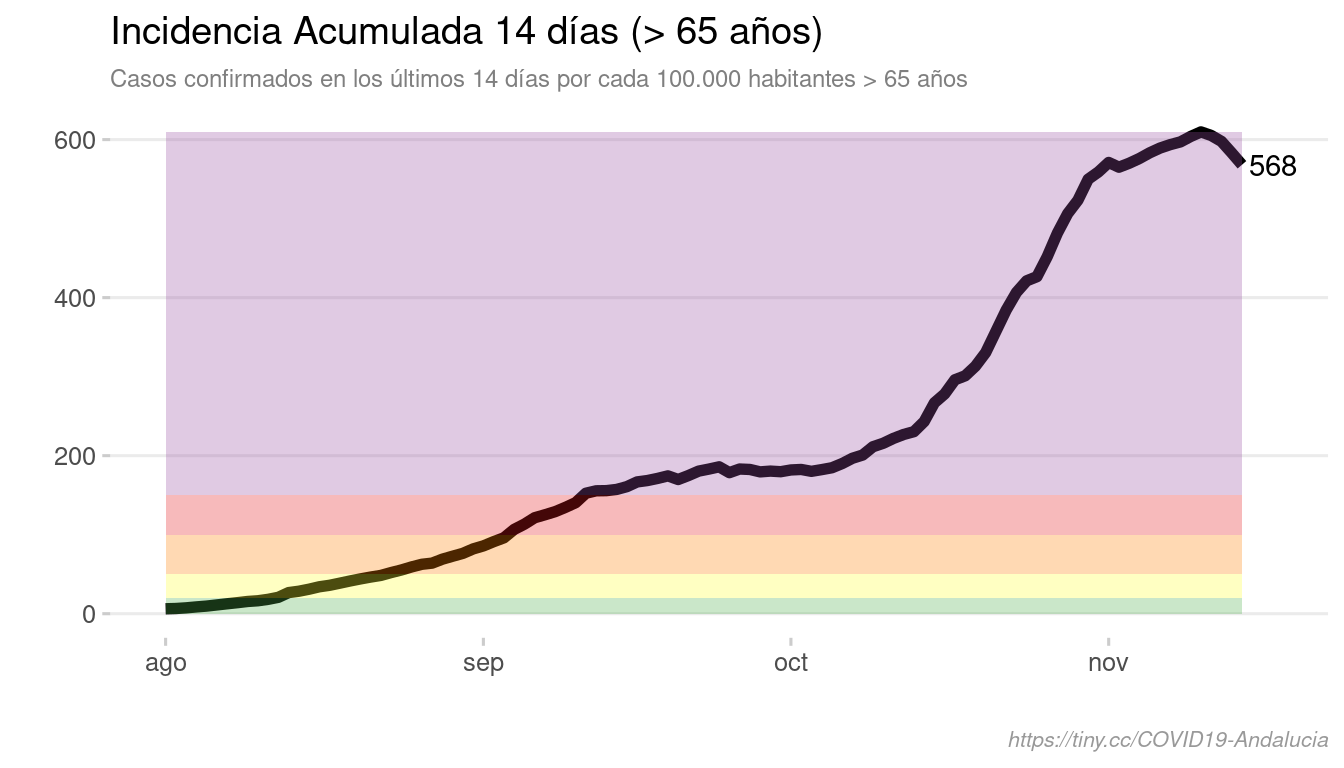 Incidencia Acumulada 14 días (> 65 años)
Casos confirmados en los últimos 14 días por cada 100.000 habitantes > 65 años
600
568
400
200
0
ago sep oct nov
https://tiny.cc/COVID19-Andalucia